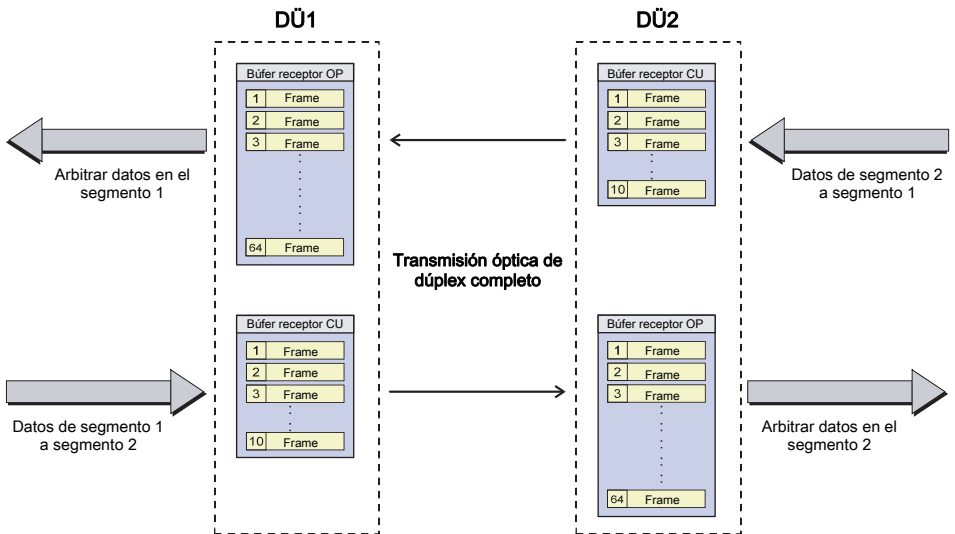 DÜ1
DÜ2
Búfer receptor OP
1 Frame
2 Frame
3 Frame
64 Frame
Búfer receptor CU
1 Frame
2 Frame
3 Frame
10 Frame
Arbitrar datos en el
segmento 1
Datos de segmento 2
a segmento 1
Transmisión óptica de
dúplex completo
Búfer receptor CU
1 Frame
2 Frame
3 Frame
10 Frame
Búfer receptor OP
1 Frame
2 Frame
3 Frame
64 Frame
Datos de segmento 1
a segmento 2
Arbitrar datos en el
segmento 2